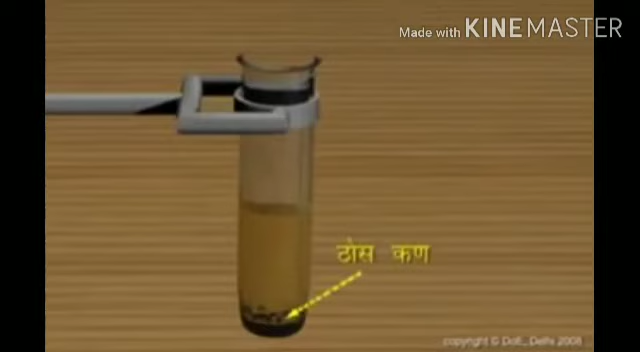 Made with KINEMASTER
ठोस कण
copyright © DoE, Delhi 2008